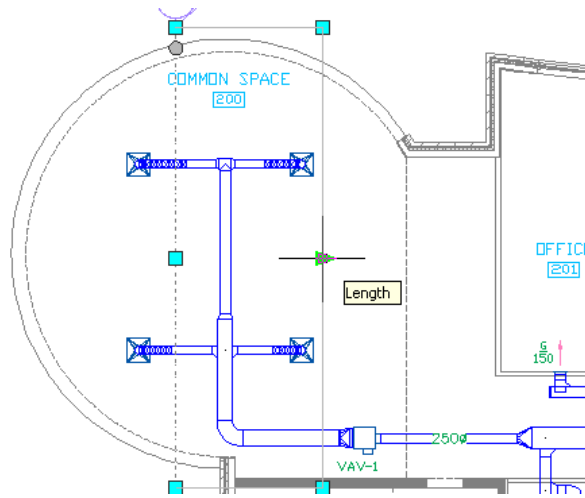 COMMON SPACE
200
OFFIC
201
Length
G
150
250ø
VAV-1